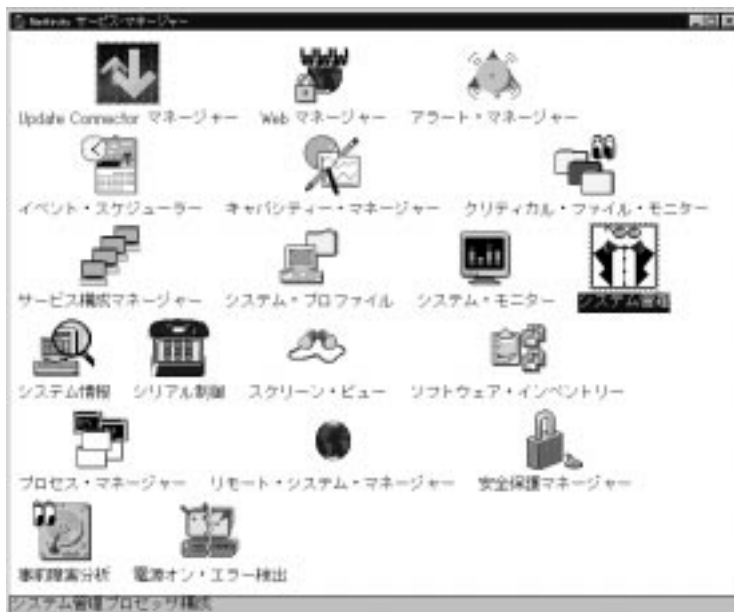 Netfinity サービス・マネージャー
Update Connector マネージャー Web マネージャー アラート・マネージャー
イベント・スケジューラー キャパシティー・マネージャー クリティカル・ファイル・モニター
サービス構成マネージャー システム・プロファイル システム・モニター システム管理
システム情報 シリアル制御 スクリーン・ビュー ソフトウェア・インベントリー
プロセス・マネージャー リモート・システム・マネージャー 安全保護マネージャー
事前障害分析 電源オン・エラー検出
システム管理プロセッサ構成